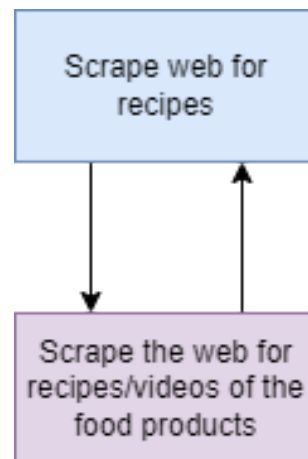 Scrape web for
recipes
Scrape the web for
recipes/videos of the
food products